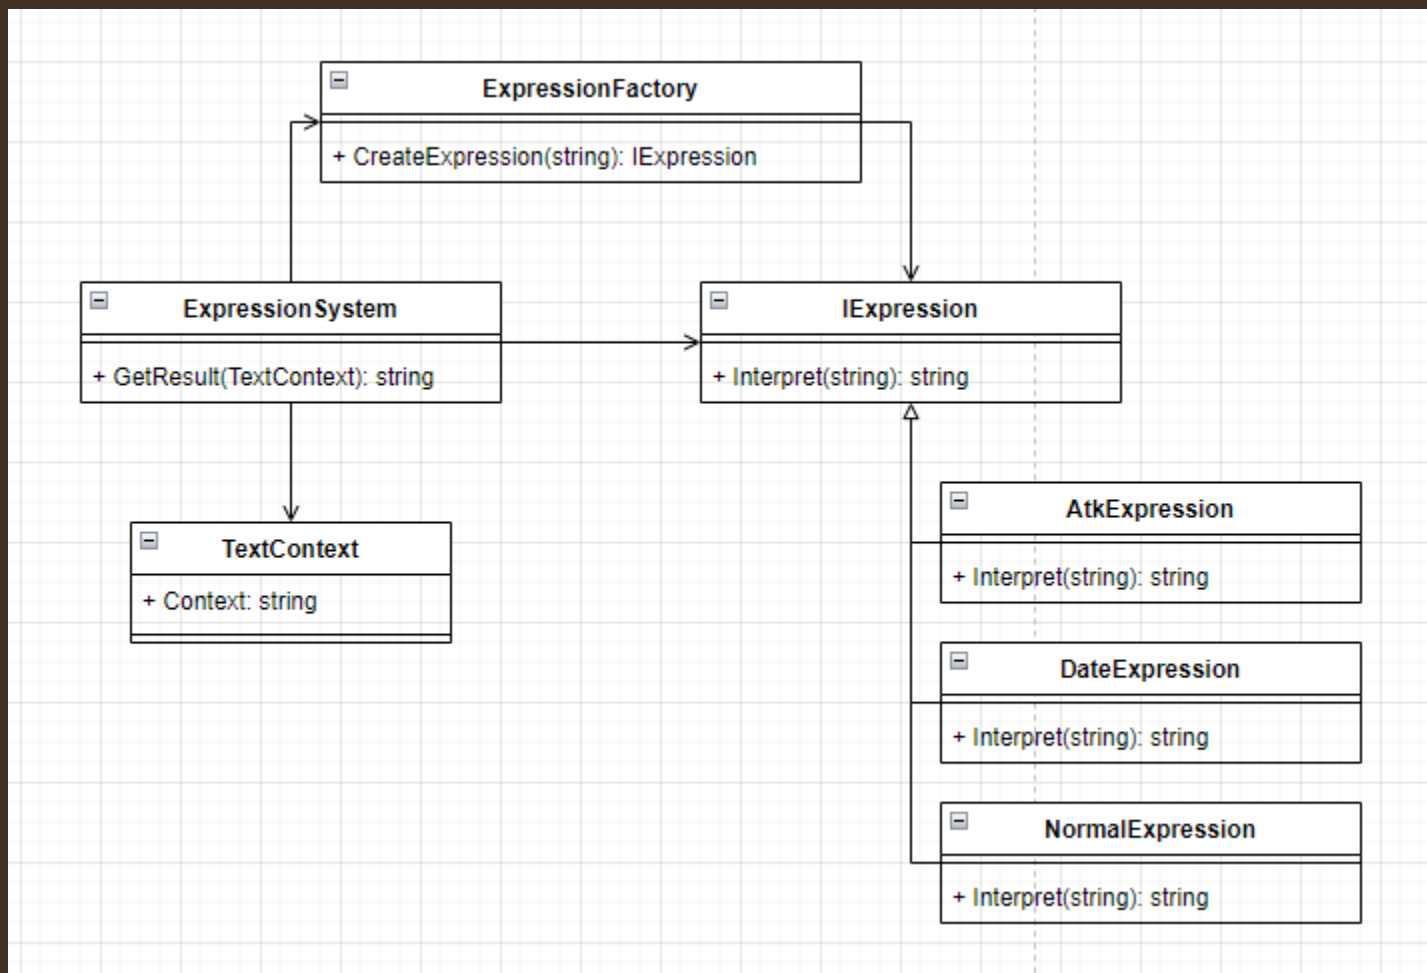 ExpressionFactory
+ CreateExpression(string): IExpression
ExpressionSystem
+ GetResult(TextContext): string
IExpression
+ Interpret(string): string
TextContext
+ Context: string
AtkExpression
+ Interpret(string): string
DateExpression
+ Interpret(string): string
NormalExpression
+ Interpret(string): string